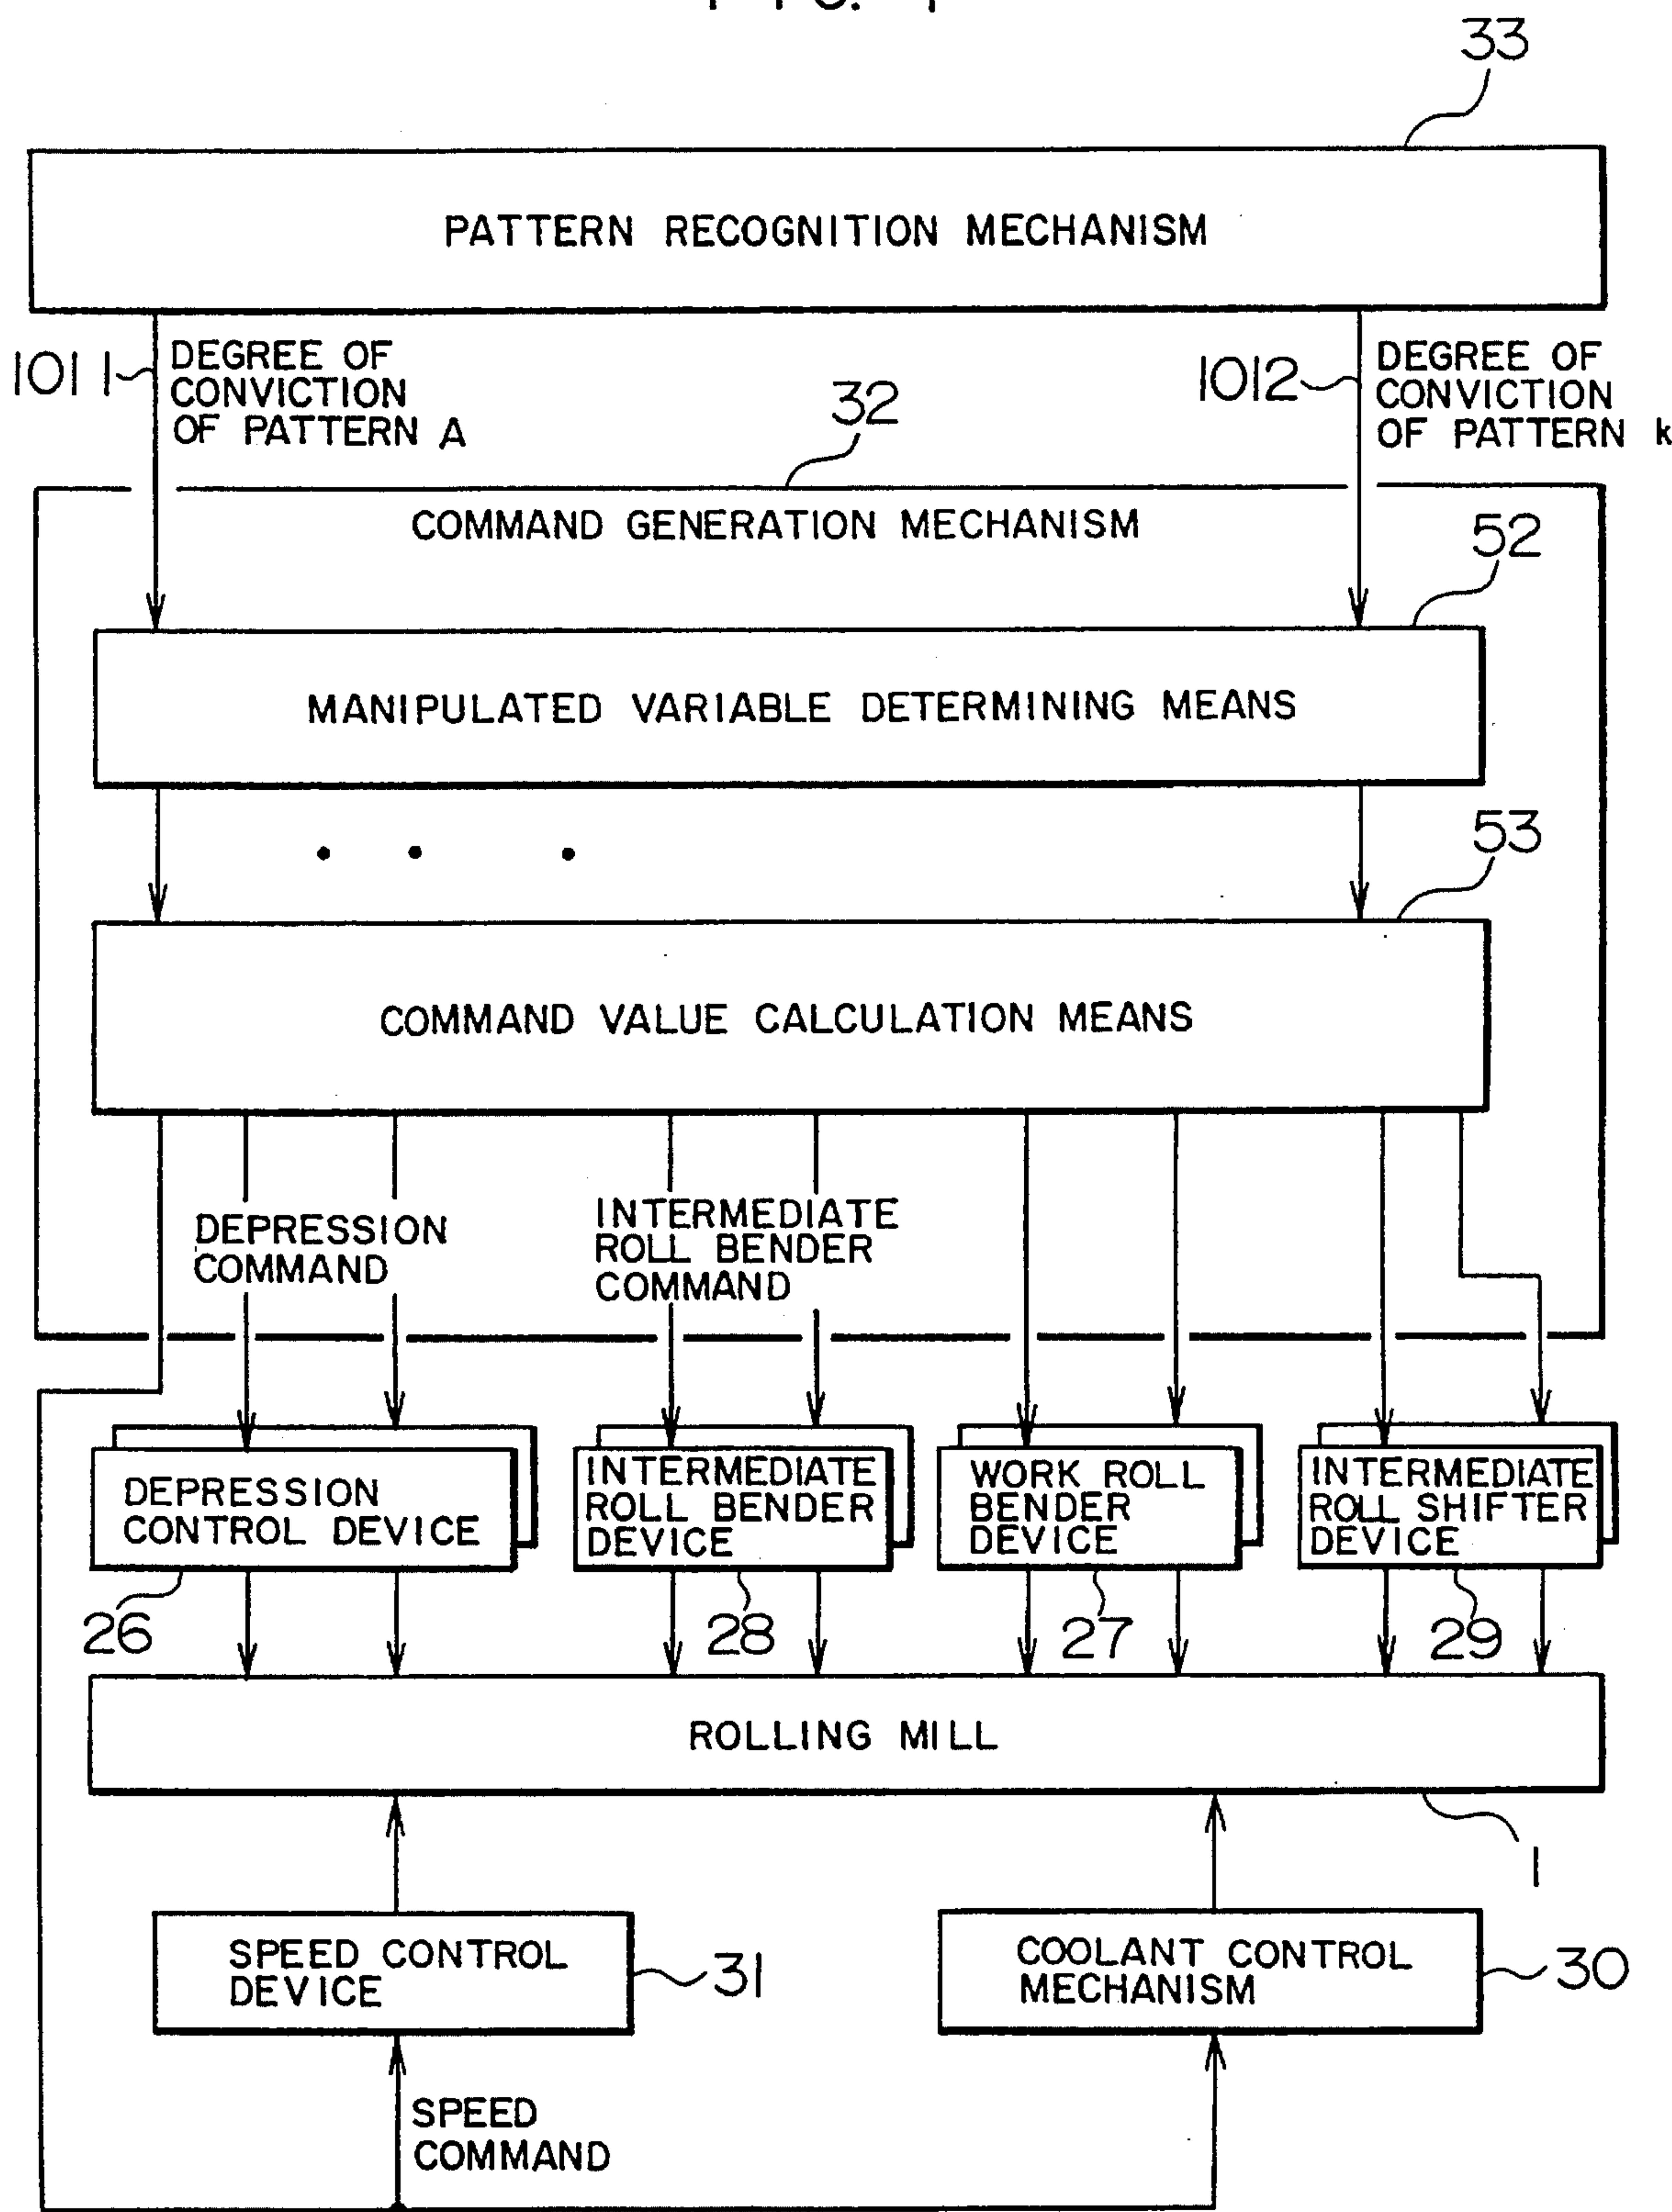 33
PATTERN RECOGNITION MECHANISM
1011
DEGREE OF
CONVICTION
OF PATTERN A
1012
DEGREE OF
CONVICTION
OF PATTERN k
32
COMMAND GENERATION MECHANISM
52
MANIPULATED VARIABLE DETERMINING MEANS
53
COMMAND VALUE CALCULATION MEANS
DEPRESSION
COMMAND
INTERMEDIATE
ROLL BENDER
COMMAND
DEPRESSION
CONTROL DEVICE
INTERMEDIATE
ROLL BENDER
DEVICE
WORK ROLL
BENDER
DEVICE
INTERMEDIATE
ROLL SHIFTER
DEVICE
26
28
27
29
ROLLING MILL
1
SPEED CONTROL
DEVICE
31
COOLANT CONTROL
MECHANISM
30
SPEED
COMMAND